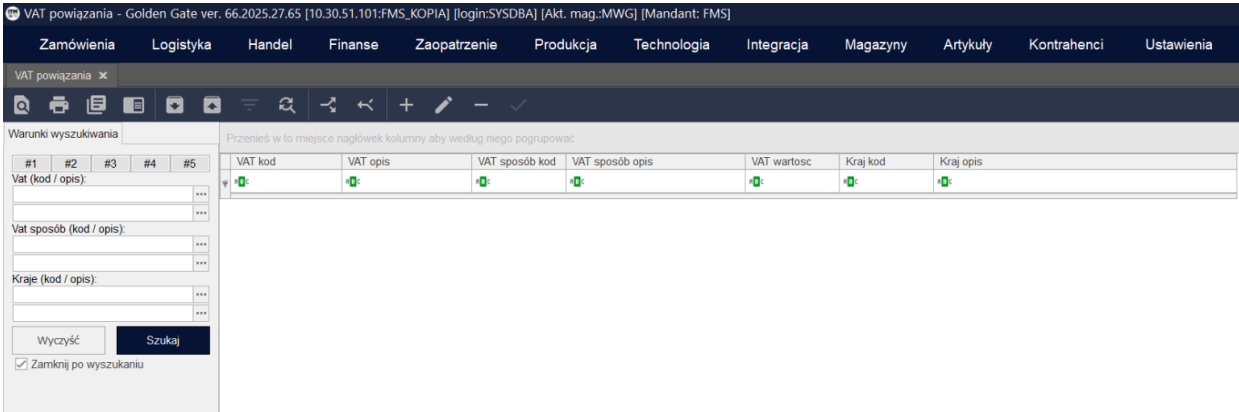 VAT powiązania - Golden Gate ver. 66.2025.27.65 [10.30.51.101:FMS_KOPIA] [login:SYSDBA] [Akt. mag.:MWG] [Mandant: FMS]
Zamówienia Logistyka Handel Finanse Zaopatrzenie Produkcja Technologia Integracja Magazyny Artykuły Kontrahenci Ustawienia
VAT powiązania
Warunki wyszukiwania
Przenieś w to miejsce nagłówek kolumny aby według niego pogrupować
#1 #2 #3 #4 #5
VAT kod VAT opis VAT sposób kod VAT sposób opis VAT wartosc Kraj kod Kraj opis
Vat (kod / opis):
Vat sposób (kod / opis):
Kraje (kod / opis):
Wyczyść Szukaj
Zamknij po wyszukaniu